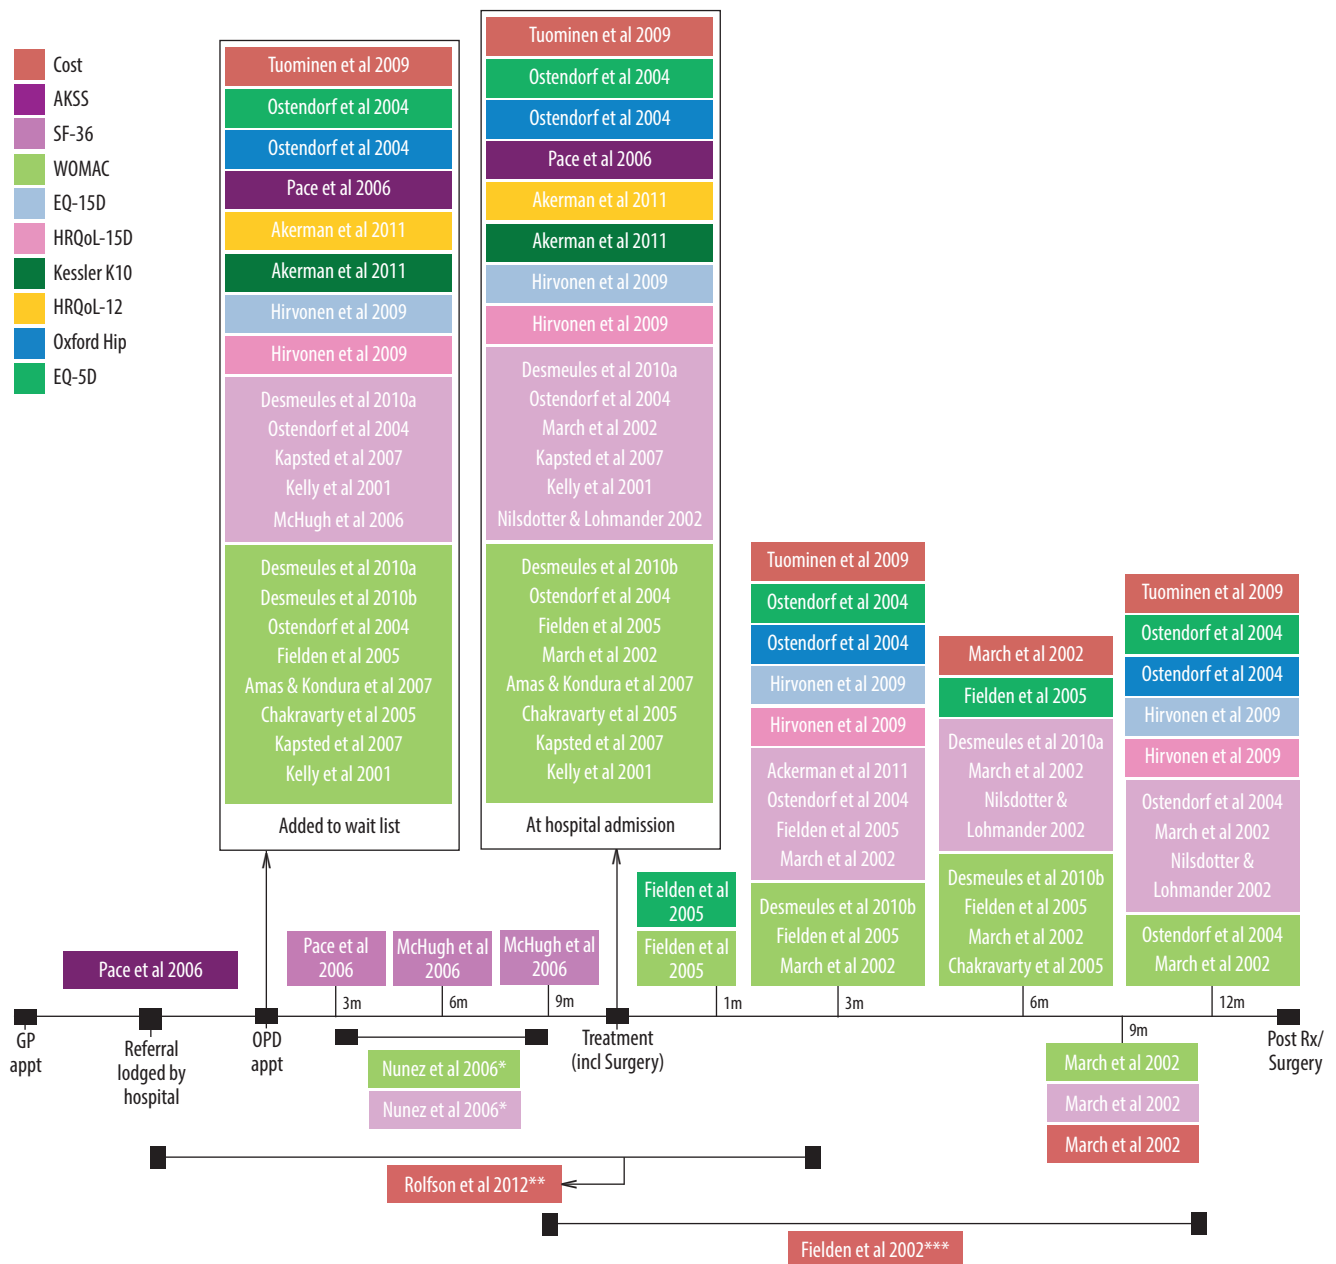 Cost
AKSS
SF-36
WOMAC
EQ-15D
HRQoL-15D
Kessler K10
HRQoL-12
Oxford Hip
EQ-5D
Tuominen et al 2009
Ostendorf et al 2004
Ostendorf et al 2004
Pace et al 2006
Akerman et al 2011
Akerman et al 2011
Hirvonen et al 2009
Hirvonen et al 2009
Desmeules et al 2010a
Ostendorf et al 2004
Kapsted et al 2007
Kelly et al 2001
McHugh et al 2006
Desmeules et al 2010a
Desmeules et al 2010b
Ostendorf et al 2004
Fielden et al 2005
Amas & Kondura et al 2007
Chakravarty et al 2005
Kapsted et al 2007
Kelly et al 2001
Added to wait list
Tuominen et al 2009
Ostendorf et al 2004
Ostendorf et al 2004
Pace et al 2006
Akerman et al 2011
Akerman et al 2011
Hirvonen et al 2009
Hirvonen et al 2009
Desmeules et al 2010a
Ostendorf et al 2004
March et al 2002
Kapsted et al 2007
Kelly et al 2001
Nilsdotter & Lohmander 2002
Desmeules et al 2010b
Ostendorf et al 2004
Fielden et al 2005
March et al 2002
Amas & Kondura et al 2007
Chakravarty et al 2005
Kapsted et al 2007
Kelly et al 2001
At hospital admission
Tuominen et al 2009
Ostendorf et al 2004
Ostendorf et al 2004
Hirvonen et al 2009
Hirvonen et al 2009
Ackerman et al 2011
Ostendorf et al 2004
Fielden et al 2005
March et al 2002
Desmeules et al 2010b
Fielden et al 2005
March et al 2002
March et al 2002
Fielden et al 2005
Desmeules et al 2010a
March et al 2002
Nilsdotter &
Lohmander 2002
Desmeules et al 2010b
Fielden et al 2005
March et al 2002
Chakravarty et al 2005
Tuominen et al 2009
Ostendorf et al 2004
Ostendorf et al 2004
Hirvonen et al 2009
Hirvonen et al 2009
Ostendorf et al 2004
March et al 2002
Nilsdotter &
Lohmander 2002
Ostendorf et al 2004
March et al 2002
Pace et al 2006
Pace et al
2006
McHugh et al
2006
McHugh et al
2006
Fielden et al
2005
Fielden et al
2005
3m
6m
9m
1m
3m
6m
12m
GP
appt
Referral
lodged by
hospital
OPD
appt
Treatment
(incl Surgery)
9m
Post Rx/
Surgery
Nunez et al 2006*
Nunez et al 2006*
March et al 2002
March et al 2002
March et al 2002
Rolfson et al 2012**
Fielden et al 2002***